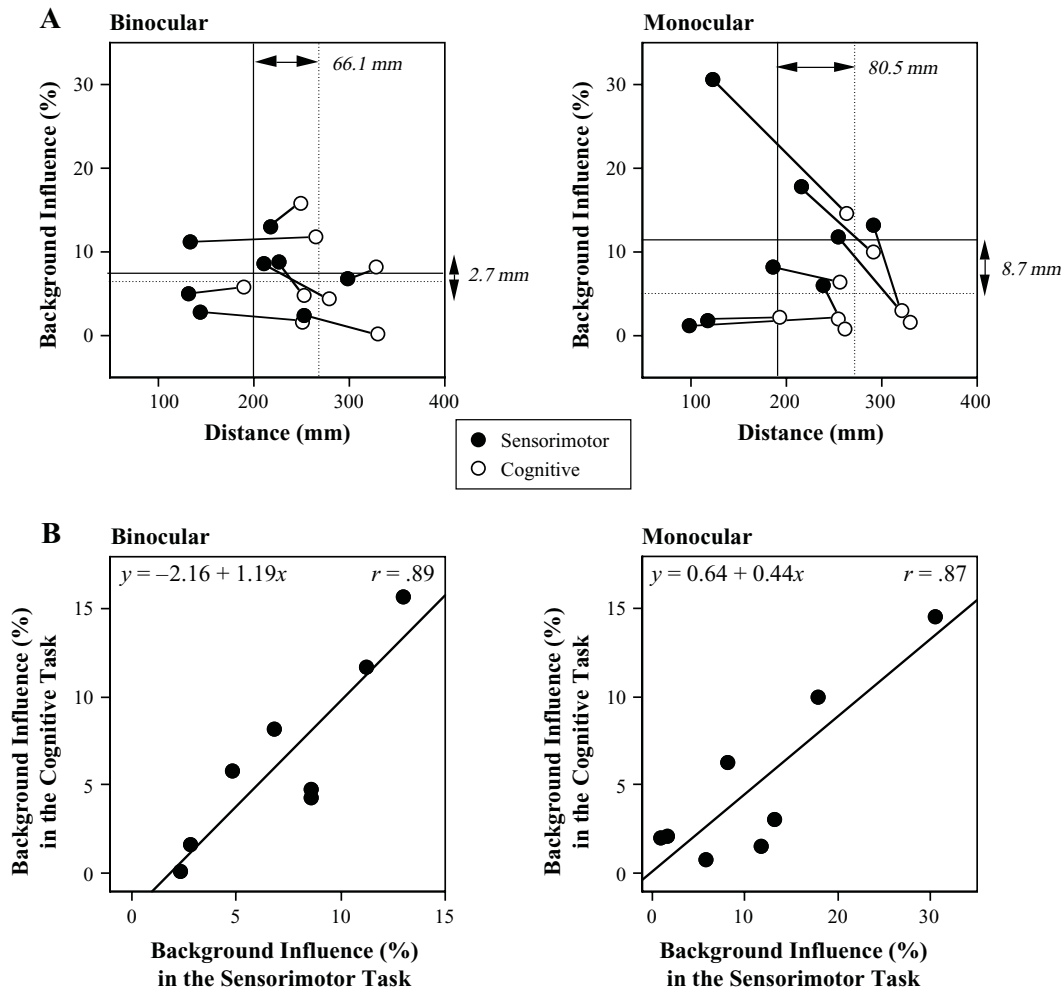 A
Binocular
Monocular
66.1 mm
80.5 mm
Background Influence (%)
30
20
10
0
2.7 mm
100
200
300
400
Distance (mm)
Background Influence (%)
30
20
10
0
8.7 mm
100
200
300
400
Distance (mm)
Sensorimotor
Cognitive
B
Binocular
Monocular
y = –2.16 + 1.19x
r = .89
y = 0.64 + 0.44x
r = .87
Background Influence (%)
in the Cognitive Task
15
10
5
0
0
5
10
15
Background Influence (%)
in the Sensorimotor Task
Background Influence (%)
in the Cognitive Task
15
10
5
0
0
10
20
30
Background Influence (%)
in the Sensorimotor Task